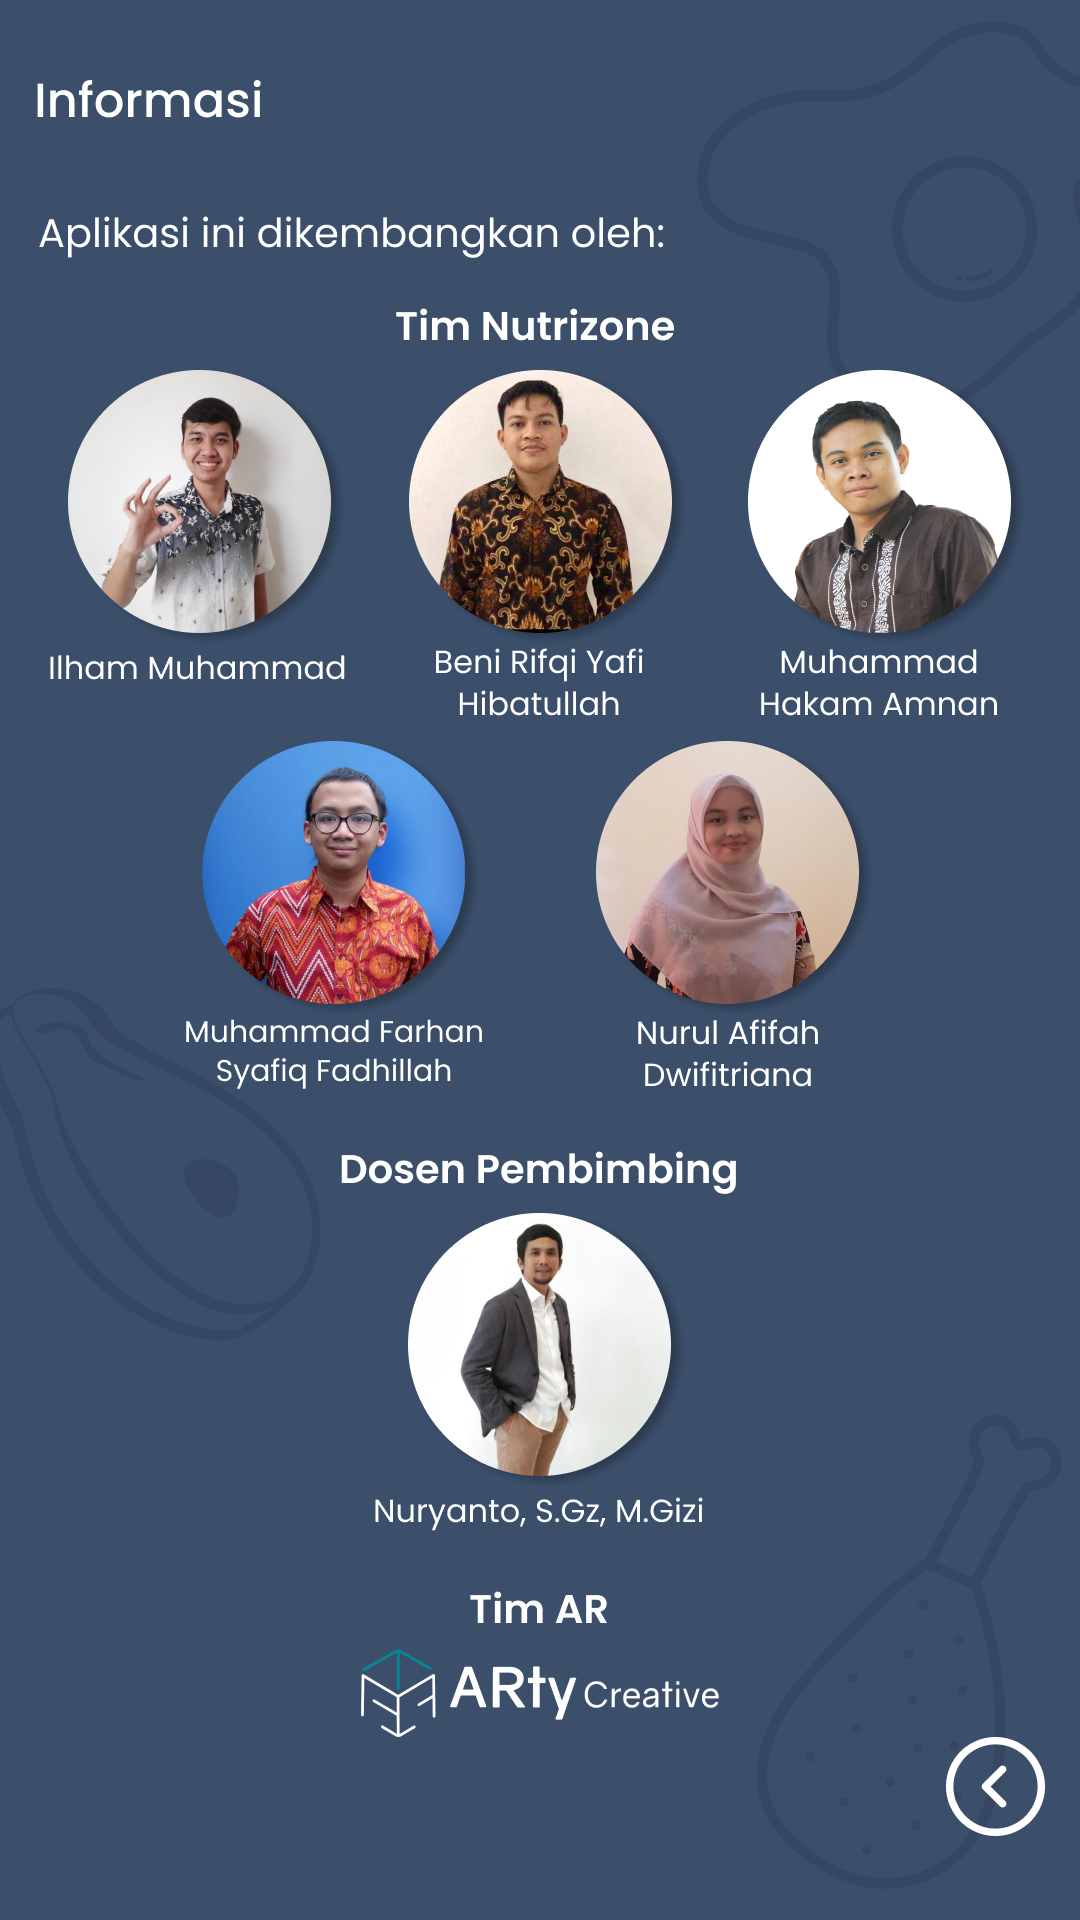 Informasi
Aplikasi ini dikembangkan oleh:
Tim Nutrizone
Ilham Muhammad
Beni Rifqi Yafi
Hibatullah
Muhammad
Hakam Amnan
Muhammad Farhan
Syafiq Fadhillah
Nurul Afifah
Dwifitriana
Dosen Pembimbing
Nuryanto, S.Gz, M.Gizi
Tim AR
ARty Creative